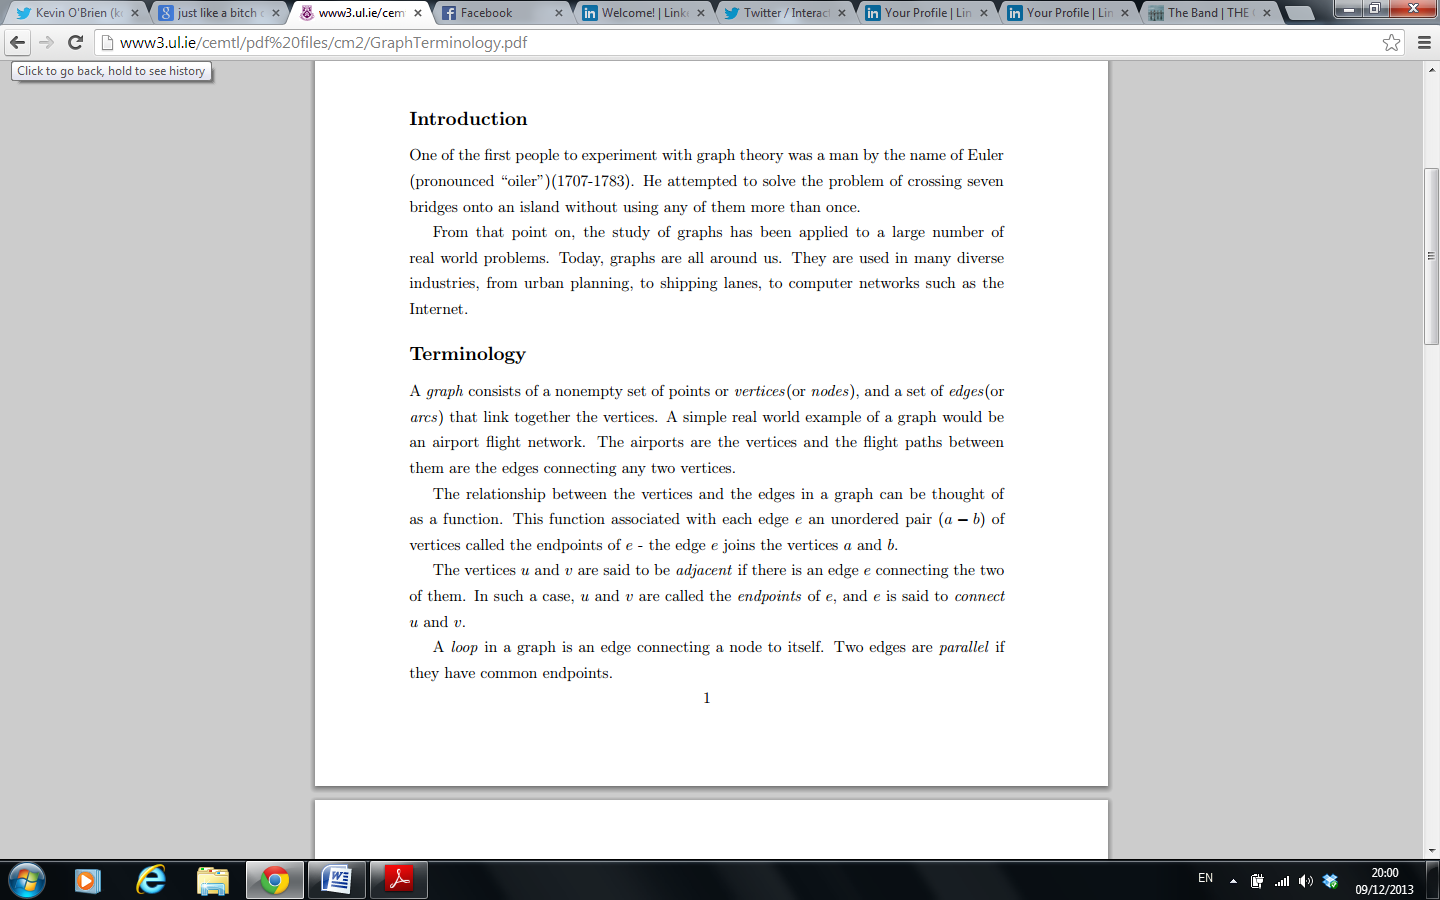 Kevin O'Brien (k
just like a bitch
www3.ul.ie/cem
Facebook
Welcome! | Link
Twitter / Interac
Your Profile | Lin
Your Profile | Lin
The Band | THE
www3.ul.ie/cemtl/pdf%20files/cm2/GraphTerminology.pdf
Click to go back, hold to see history
Introduction
One of the first people to experiment with graph theory was a man by the name of Euler
(pronounced “oiler”)(1707-1783). He attempted to solve the problem of crossing seven
bridges onto an island without using any of them more than once.
From that point on, the study of graphs has been applied to a large number of
real world problems. Today, graphs are all around us. They are used in many diverse
industries, from urban planning, to shipping lanes, to computer networks such as the
Internet.
Terminology
A graph consists of a nonempty set of points or vertices(or nodes), and a set of edges(or
arcs) that link together the vertices. A simple real world example of a graph would be
an airport flight network. The airports are the vertices and the flight paths between
them are the edges connecting any two vertices.
The relationship between the vertices and the edges in a graph can be thought of
as a function. This function associated with each edge e an unordered pair (a − b) of
vertices called the endpoints of e - the edge e joins the vertices a and b.
The vertices u and v are said to be adjacent if there is an edge e connecting the two
of them. In such a case, u and v are called the endpoints of e, and e is said to connect
u and v.
A loop in a graph is an edge connecting a node to itself. Two edges are parallel if
they have common endpoints.
1
EN
20:00
09/12/2013